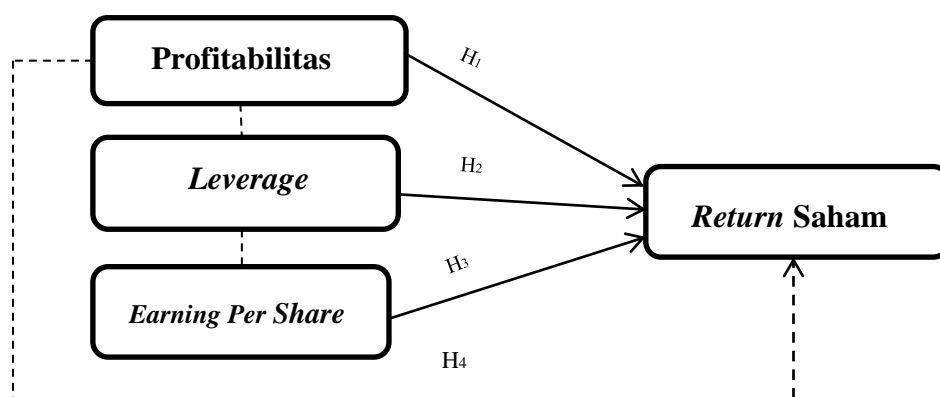 Profitabilitas
H1
Leverage
H2
Return Saham
H3
Earning Per Share
H4